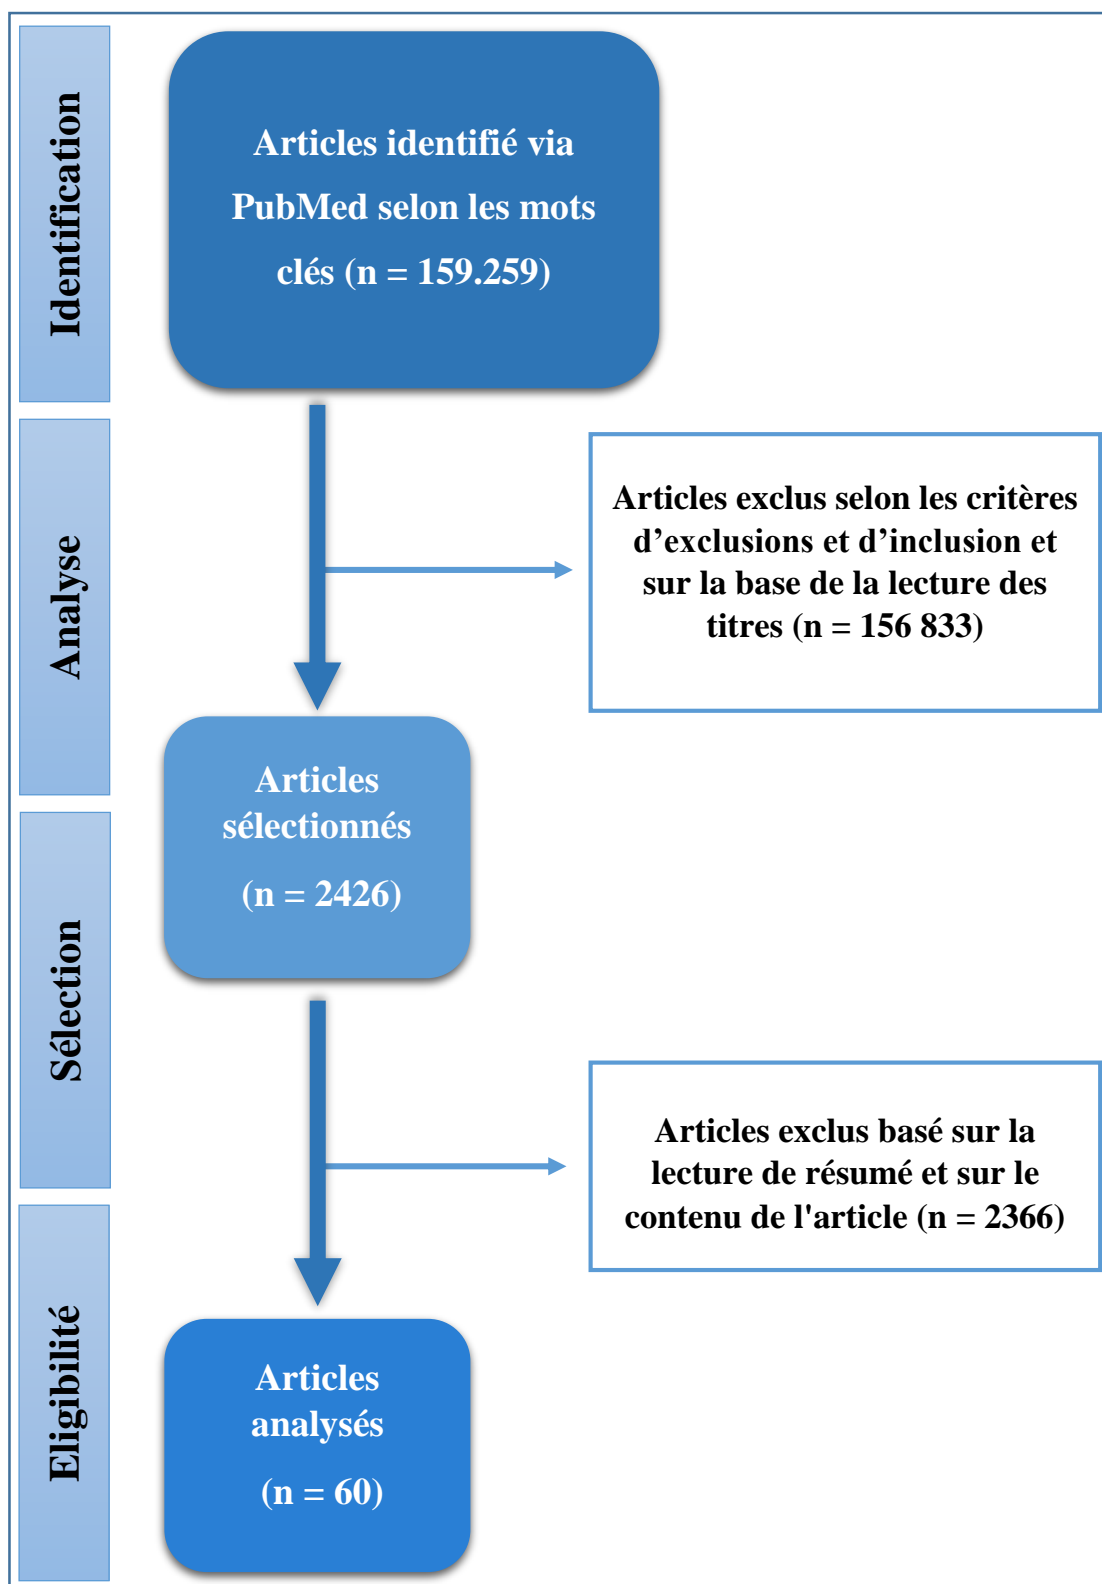 Identification
Articles identifié via
PubMed selon les mots
clés (n = 159.259)
Analyse
Articles exclus selon les critères
d’exclusions et d’inclusion et
sur la base de la lecture des
titres (n = 156 833)
Articles
sélectionnés
(n = 2426)
Sélection
Articles exclus basé sur la
lecture de résumé et sur le
contenu de l'article (n = 2366)
Eligibilité
Articles
analysés
(n = 60)